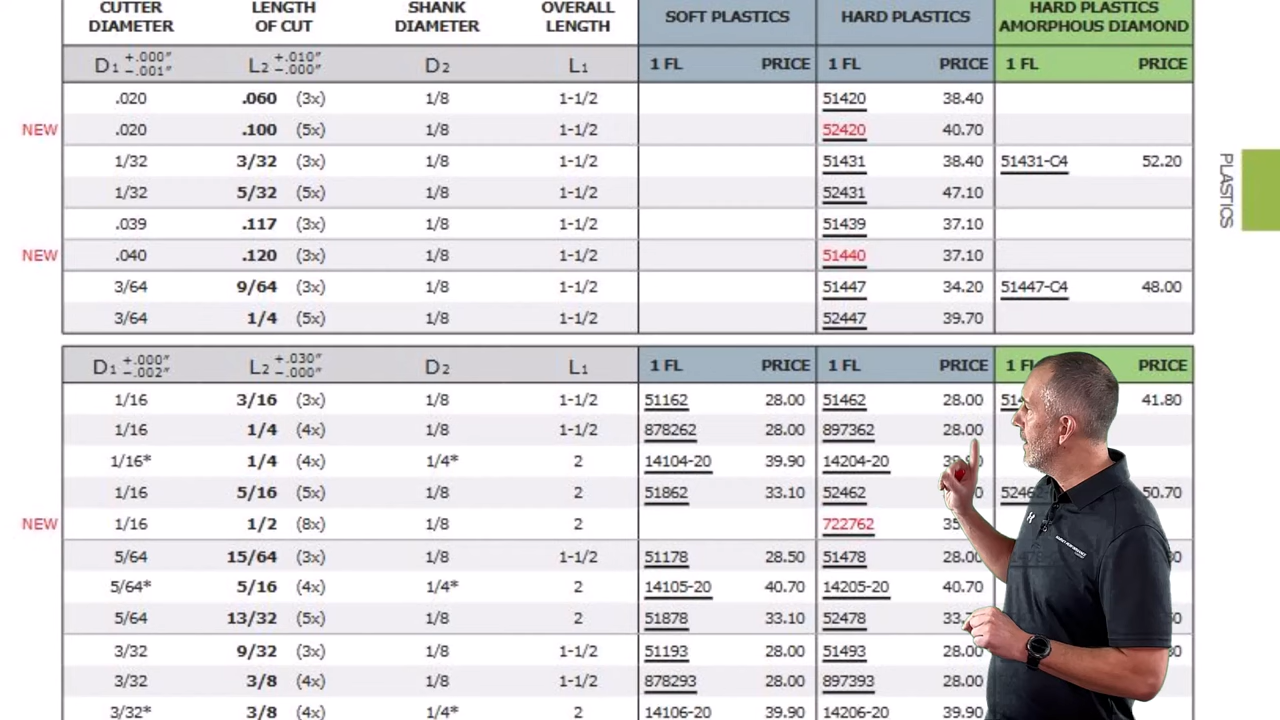 CUTTER DIAMETER LENGTH OF CUT SHANK DIAMETER OVERALL LENGTH SOFT PLASTICS HARD PLASTICS HARD PLASTICS AMORPHOUS DIAMOND
D1 +.000" -.001" L2 +.010" -.000" D2 L1 1 FL PRICE 1 FL PRICE 1 FL PRICE
.020 .060 (3x) 1/8 1-1/2 51420 38.40
NEW .020 .100 (5x) 1/8 1-1/2 52420 40.70
1/32 3/32 (3x) 1/8 1-1/2 51431 38.40 51431-C4 52.20
1/32 5/32 (5x) 1/8 1-1/2 52431 47.10
.039 .117 (3x) 1/8 1-1/2 51439 37.10
NEW .040 .120 (3x) 1/8 1-1/2 51440 37.10
3/64 9/64 (3x) 1/8 1-1/2 51447 34.20 51447-C4 48.00
3/64 1/4 (5x) 1/8 1-1/2 52447 39.70
PLASTICS
D1 +.000" -.002" L2 +.030" -.000" D2 L1 1 FL PRICE 1 FL PRICE 1 FL PRICE
1/16 3/16 (3x) 1/8 1-1/2 51162 28.00 51462 28.00 41.80
1/16 1/4 (4x) 1/8 1-1/2 878262 28.00 897362 28.00
1/16* 1/4 (4x) 1/4* 2 14104-20 39.90 14204-20
1/16 5/16 (5x) 1/8 2 51862 33.10 52462 50.70
NEW 1/16 1/2 (8x) 1/8 2 722762
5/64 15/64 (3x) 1/8 1-1/2 51178 28.50 51478 28.00
5/64* 5/16 (4x) 1/4* 2 14105-20 40.70 14205-20 40.70
5/64 13/32 (5x) 1/8 2 51878 33.10 52478
3/32 9/32 (3x) 1/8 1-1/2 51193 28.00 51493 28.00
3/32 3/8 (4x) 1/8 1-1/2 878293 28.00 897393 28.00
3/32* 3/8 (4x) 1/4* 2 14106-20 39.90 14206-20 39.90